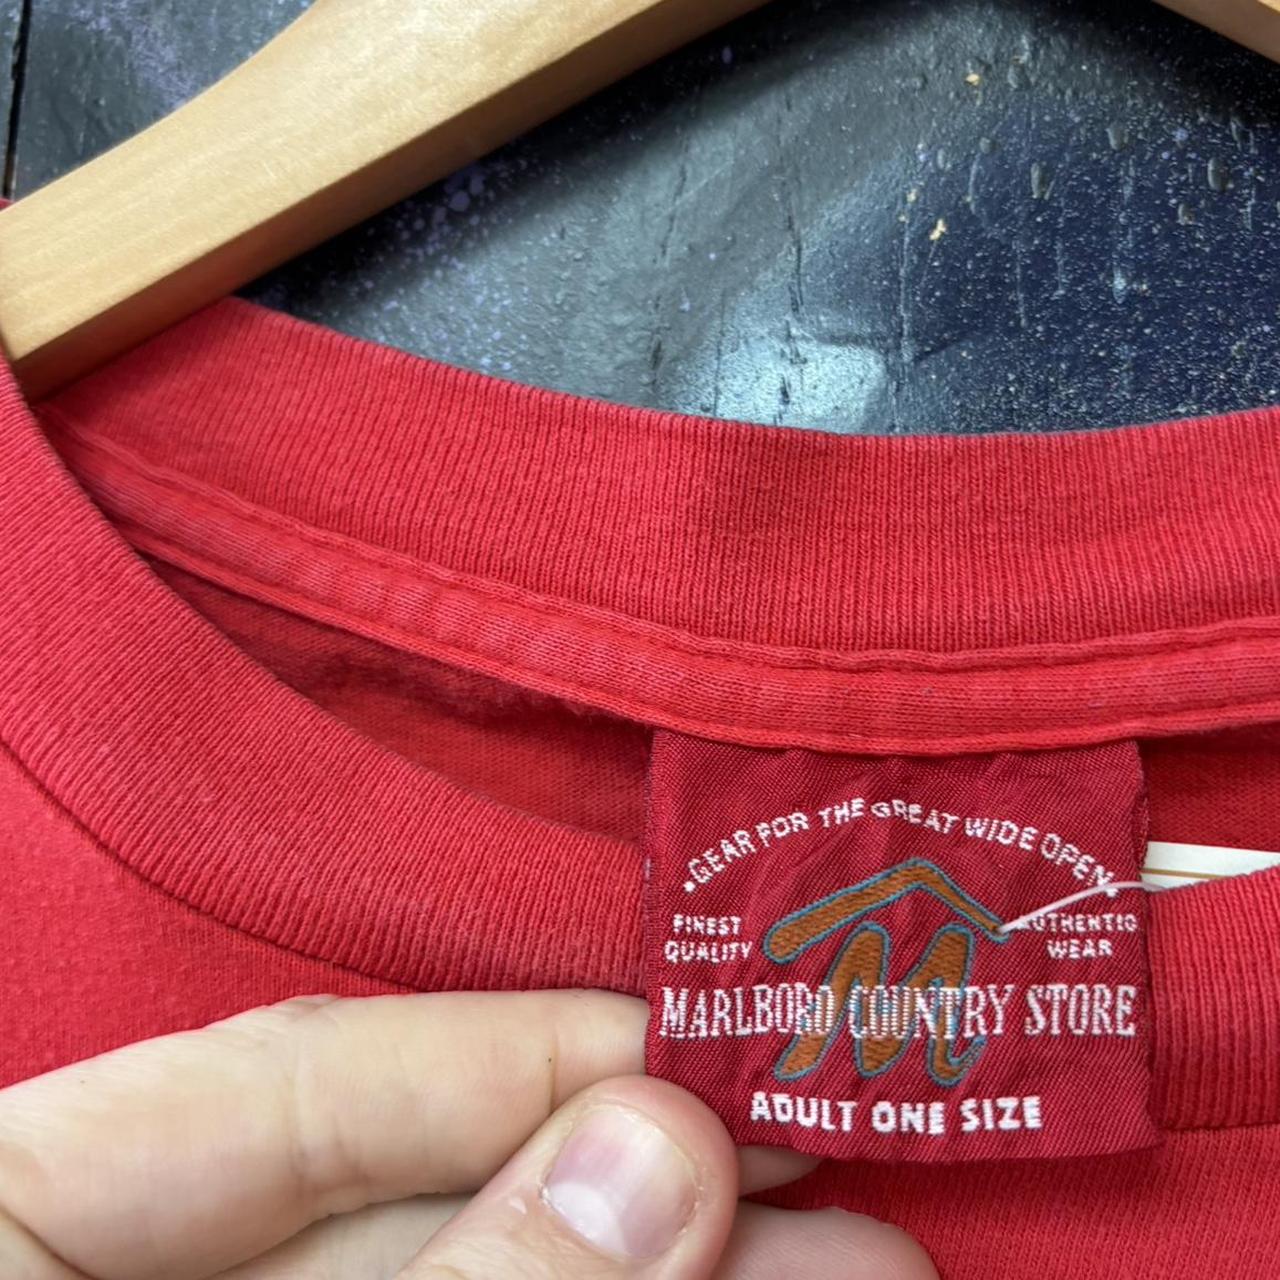 .GEAR FOR THE GREAT WIDE OPEN.
FINEST
QUALITY
AUTHENTIC
WEAR
M
MARLBORO COUNTRY STORE
ADULT ONE SIZE